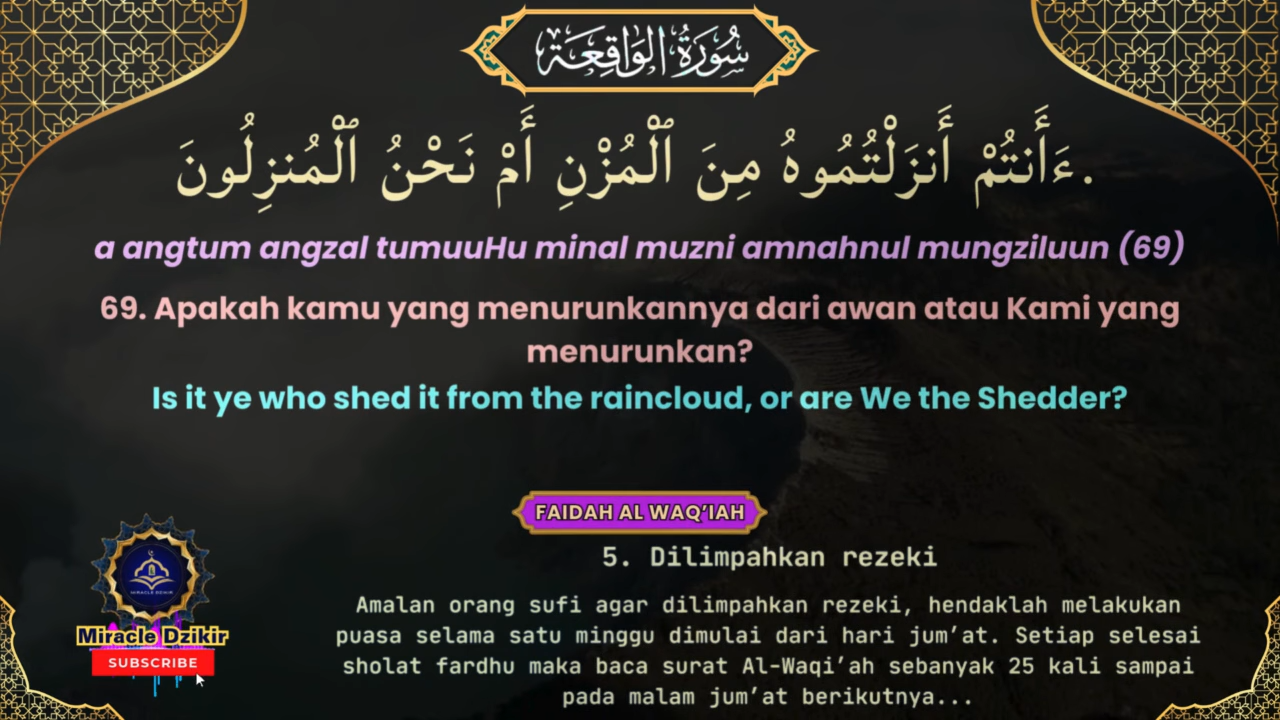 سُورَةُ الوَاقِعَة
ءَأَنتُمْ أَنزَلْتُمُوهُ مِنَ ٱلْمُزْنِ أَمْ نَحْنُ ٱلْمُنزِلُونَ.
a angtum angzal tumuuHu minal muzni amnahnul mungziluun (69)
69. Apakah kamu yang menurunkannya dari awan atau Kami yang
menurunkan?
Is it ye who shed it from the raincloud, or are We the Shedder?
FAIDAH AL WAQ'IAH
5. Dilimpahkan rezeki
Amalan orang sufi agar dilimpahkan rezeki, hendaklah melakukan
puasa selama satu minggu dimulai dari hari jum’at. Setiap selesai
sholat fardhu maka baca surat Al-Waqi’ah sebanyak 25 kali sampai
pada malam jum’at berikutnya...
MIRACLE DZIKIR
Miracle Dzikir
SUBSCRIBE